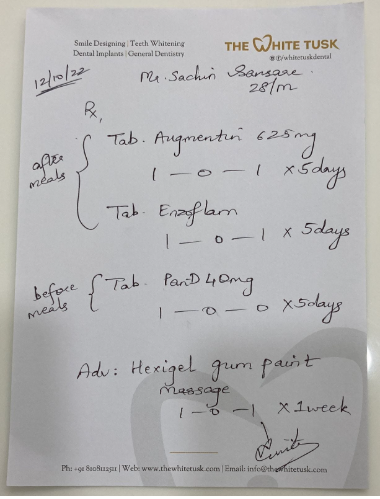 Smile Designing | Teeth Whitening
Dental Implants | General Dentistry
THE WHITE TUSK
/whitetuskdental
12/10/22
Mr. Sachin Bansare.
28/m
Rx,
after meals
Tab. Augmentin 625mg
1 - 0 - 1 x 5days
Tab. Enzoflam
1 - 0 - 1 x 5days
before meals
Tab. PanD 40mg
1 - 0 - 0 x 5days
Adv: Hexigel gum paint
massage
1 - 0 - 1 x 1week
Ph: +91 8108112511 | Web: www.thewhitetusk.com | Email: info@thewhitetusk.com